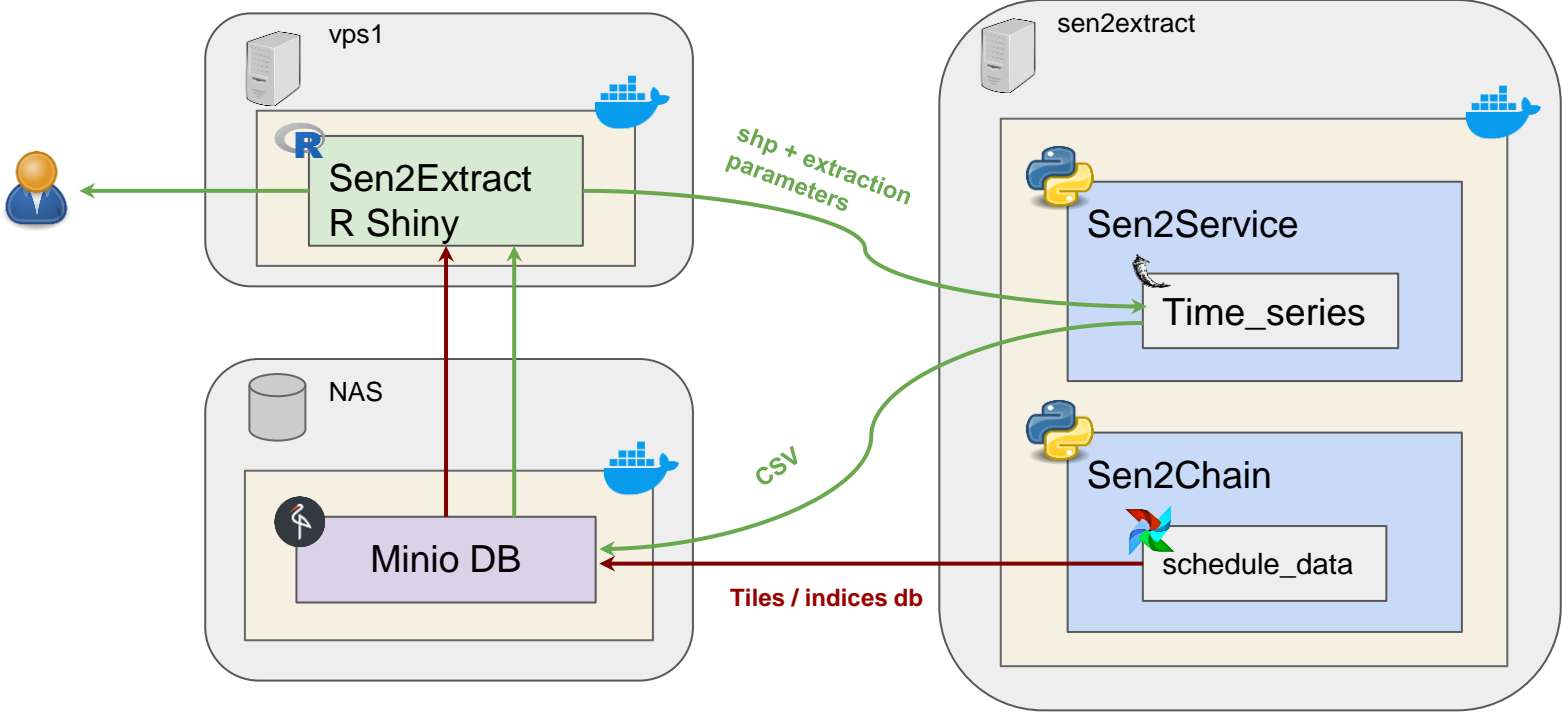 vps1
sen2extract
R
Sen2Extract
R Shiny
shp + extraction
parameters
Sen2Service
Time_series
NAS
CSV
Sen2Chain
Minio DB
schedule_data
Tiles / indices db